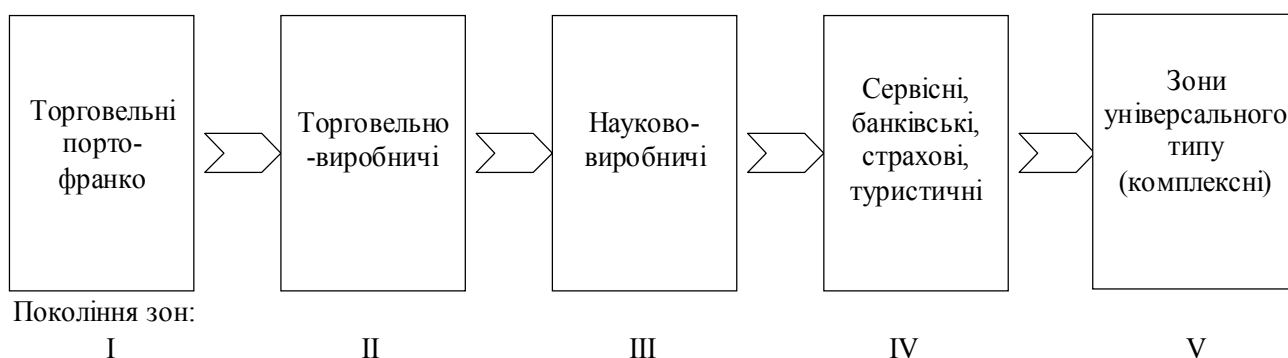 Торговельні
порто-
франко
Торговельно
-виробничі
Науково-
виробничі
Сервісні,
банківські,
страхові,
туристичні
Зони
універсального
типу
(комплексні)
Покоління зон:
I
II
III
IV
V